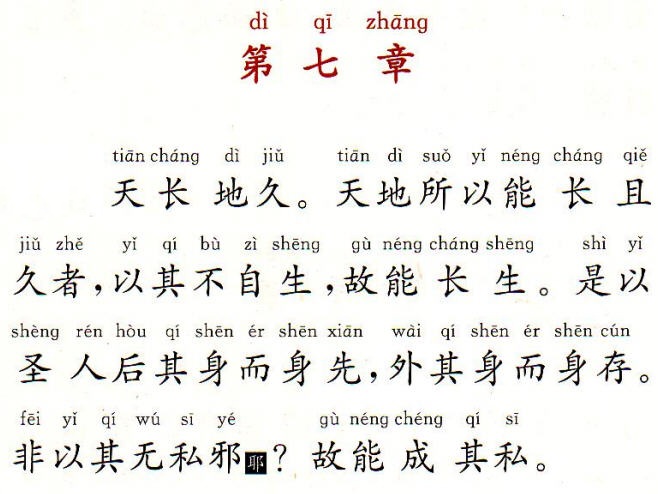 dì qī zhāng
第七章
tiān cháng dì jiǔ tiān dì suǒ yǐ néng cháng qiě
天长地久。天地所以能长且
jiǔ zhě yǐ qí bù zì shēng gù néng cháng shēng shì yǐ
久者，以其不自生，故能长生。是以
shèng rén hòu qí shēn ér shēn xiān wài qí shēn ér shēn cún
圣人后其身而身先，外其身而身存。
fēi yǐ qí wú sī yé gù néng chéng qí sī
非以其无私邪耶？故能成其私。